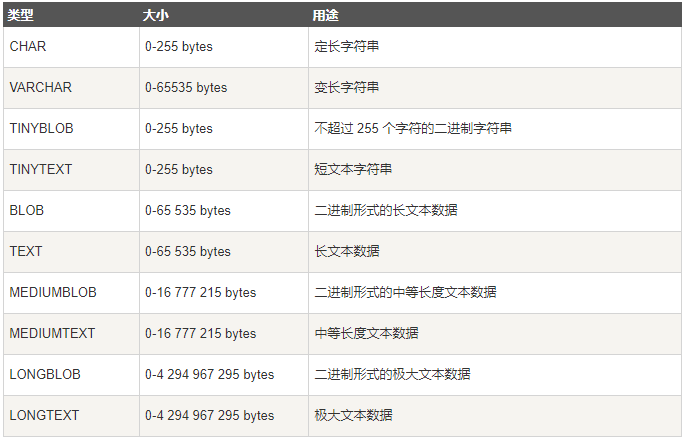 类型 大小 用途
CHAR 0-255 bytes 定长字符串
VARCHAR 0-65535 bytes 变长字符串
TINYBLOB 0-255 bytes 不超过 255 个字符的二进制字符串
TINYTEXT 0-255 bytes 短文本字符串
BLOB 0-65 535 bytes 二进制形式的长文本数据
TEXT 0-65 535 bytes 长文本数据
MEDIUMBLOB 0-16 777 215 bytes 二进制形式的中等长度文本数据
MEDIUMTEXT 0-16 777 215 bytes 中等长度文本数据
LONGBLOB 0-4 294 967 295 bytes 二进制形式的极大文本数据
LONGTEXT 0-4 294 967 295 bytes 极大文本数据